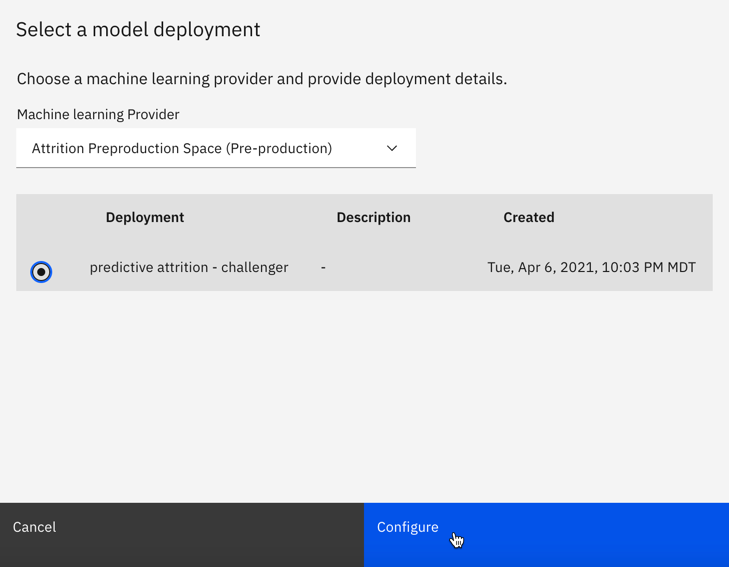 Select a model deployment
Choose a machine learning provider and provide deployment details.
Machine learning Provider
Attrition Preproduction Space (Pre-production)
Deployment Description Created
predictive attrition - challenger - Tue, Apr 6, 2021, 10:03 PM MDT
Cancel Configure